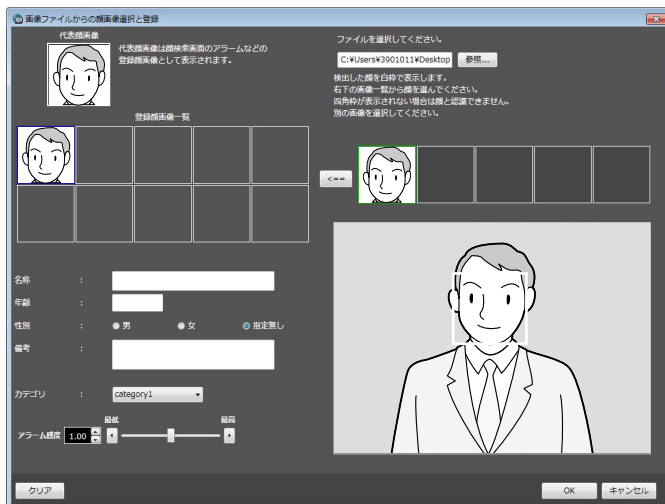 画像ファイルからの顔画像選択と登録
代表顔画像
代表顔画像は顔検索画面のアラームなどの
登録顔画像として表示されます。
ファイルを選択してください。
C:¥Users¥3901011¥Desktop
参照...
検出した顔を白枠で表示します。
右下の画像一覧から顔を選んでください。
四角枠が表示されない場合は顔と認識できません。
別の画像を選択してください。
登録顔画像一覧
<==
名称 :
年齢 :
性別 : 男 女 指定無し
備考 :
カテゴリ : category1
最低 最高
アラーム感度 1.00
クリア
OK
キャンセル